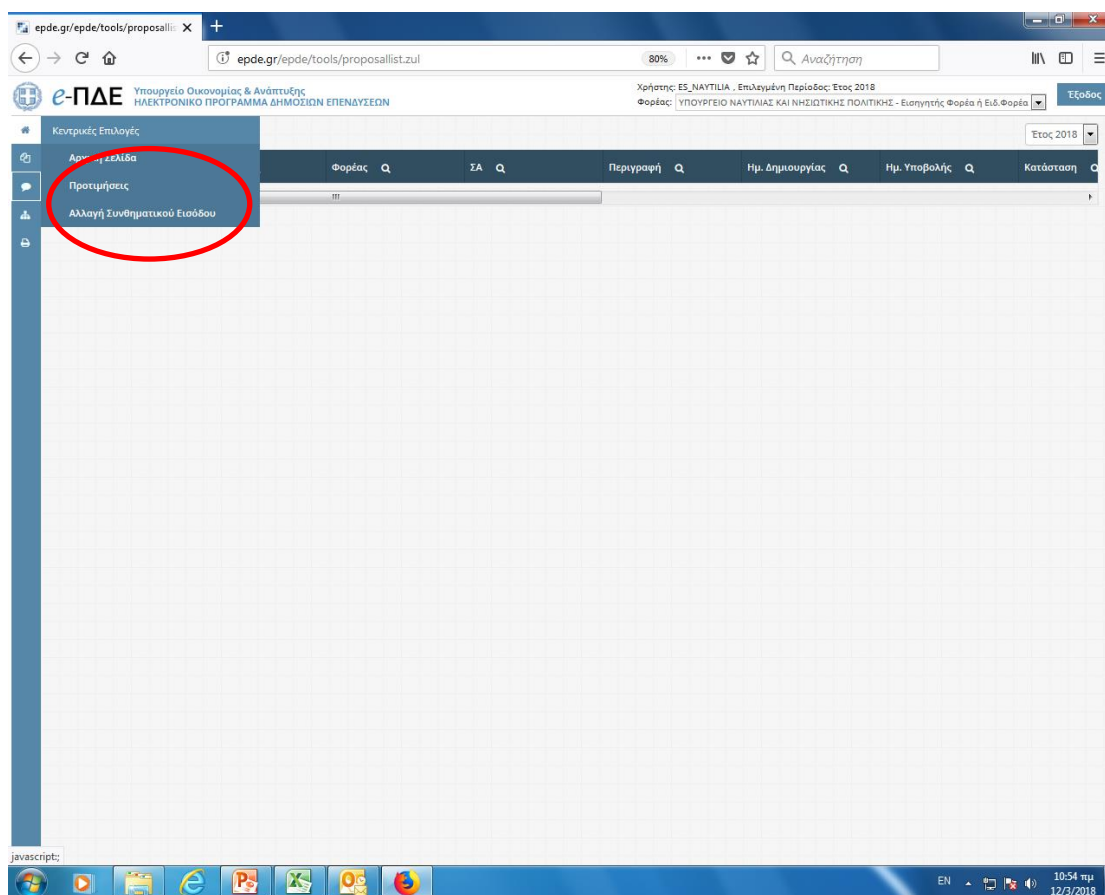 epde.gr/epde/tools/proposallis
epde.gr/epde/tools/proposallist.zul
80%
Αναζήτηση
e-ΠΔΕ
Υπουργείο Οικονομίας & Ανάπτυξης
ΗΛΕΚΤΡΟΝΙΚΟ ΠΡΟΓΡΑΜΜΑ ΔΗΜΟΣΙΩΝ ΕΠΕΝΔΥΣΕΩΝ
Χρήστης: ES_NAYTILIA , Επιλεγμένη Περίοδος: Έτος 2018
Φορέας: ΥΠΟΥΡΓΕΙΟ ΝΑΥΤΙΛΙΑΣ ΚΑΙ ΝΗΣΙΩΤΙΚΗΣ ΠΟΛΙΤΙΚΗΣ - Εισηγητής Φορέα ή Ειδ.Φορέα
Έξοδος
Κεντρικές Επιλογές
Έτος 2018
Αρχική Σελίδα
Προτιμήσεις
Αλλαγή Συνθηματικού Εισόδου
Φορέας ΣΑ Περιγραφή Ημ. Δημιουργίας Ημ. Υποβολής Κατάσταση
javascript:;
EN
10:54 πμ
12/3/2018